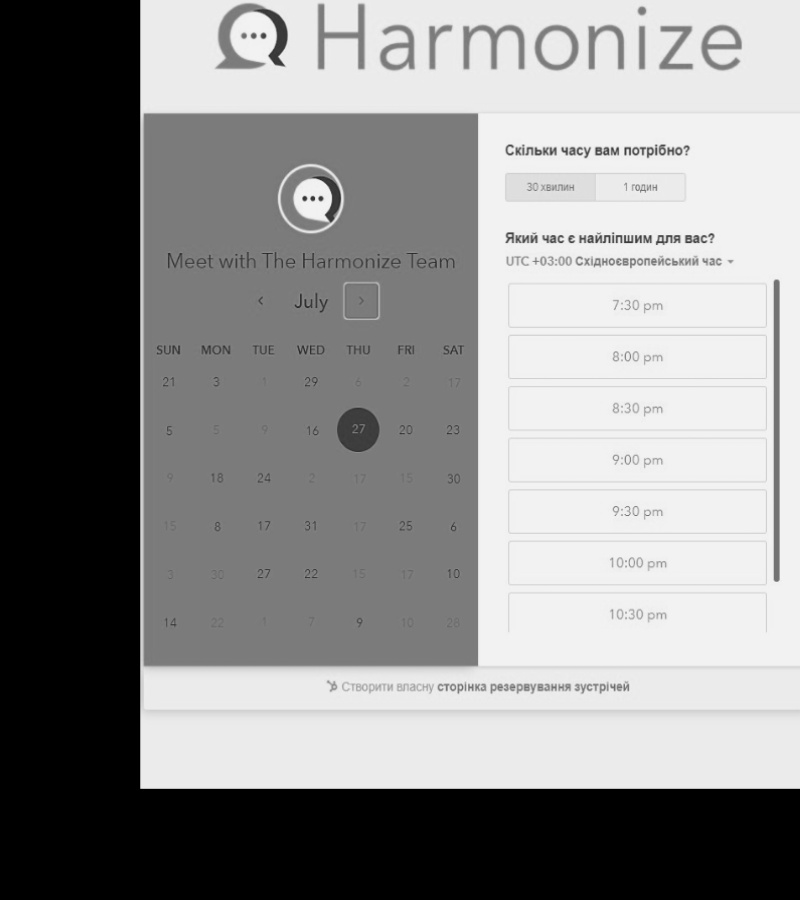 Harmonize
Meet with The Harmonize Team
July
SUN MON TUE WED THU FRI SAT
21 3 1 29 6 2 17
5 5 9 16 27 20 23
9 18 24 2 17 15 30
15 8 17 31 17 25 6
3 30 27 22 15 17 10
14 22 1 7 9 10 28
Скільки часу вам потрібно?
30 хвилин 1 годин
Який час є найліпшим для вас?
UTC +03:00 Східноєвропейський час
7:30 pm
8:00 pm
8:30 pm
9:00 pm
9:30 pm
10:00 pm
10:30 pm
Створити власну сторінка резервування зустрічей